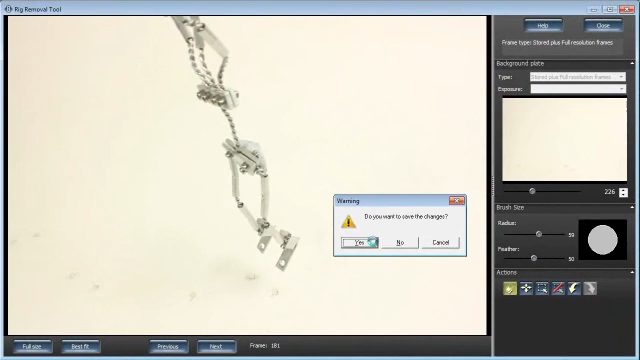 Rig Removal Tool
Help
Close
Frame type: Stored plus Full resolution frames
Background plate
Type:
Stored plus Full resolution frames
Exposure:
226
Warning
Do you want to save the changes?
Yes
No
Cancel
Brush Size
Radius:
59
Feather:
50
Actions
Full size
Best fit
Previous
Next
Frame: 181